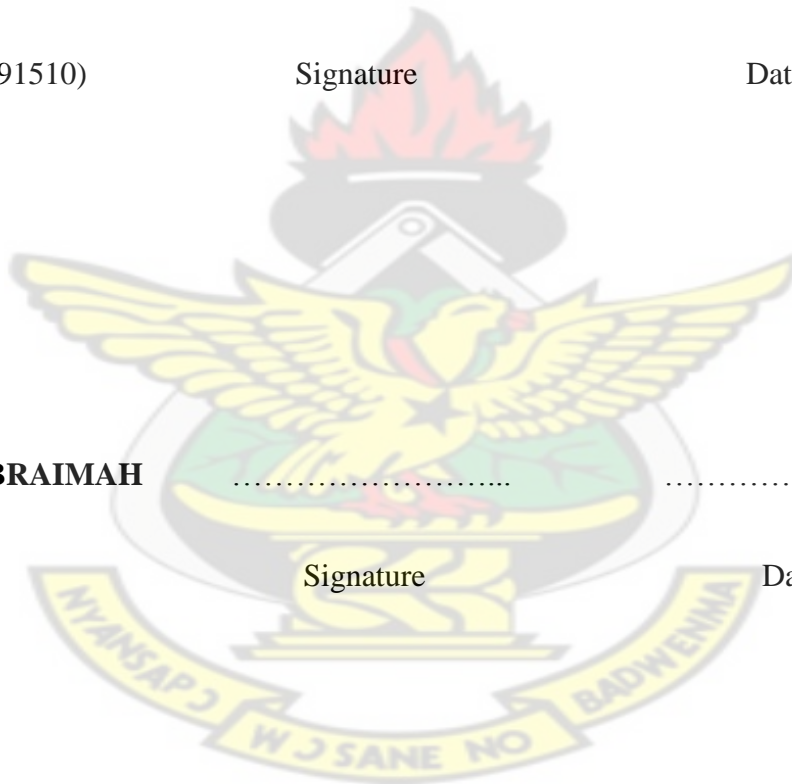 91510) Signature Dat
BRAIMAH ……………………... …………
Signature Da
NYANSAPƆ WƆSANE NO BADWENMA